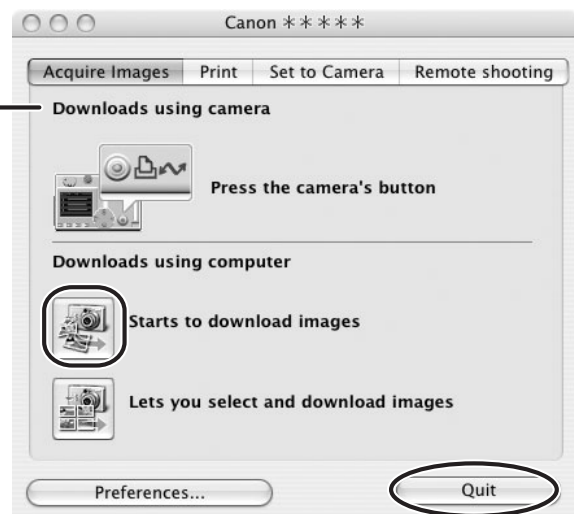 Canon *****
Acquire Images Print Set to Camera Remote shooting
Downloads using camera
Press the camera's button
Downloads using computer
Starts to download images
Lets you select and download images
Preferences... Quit